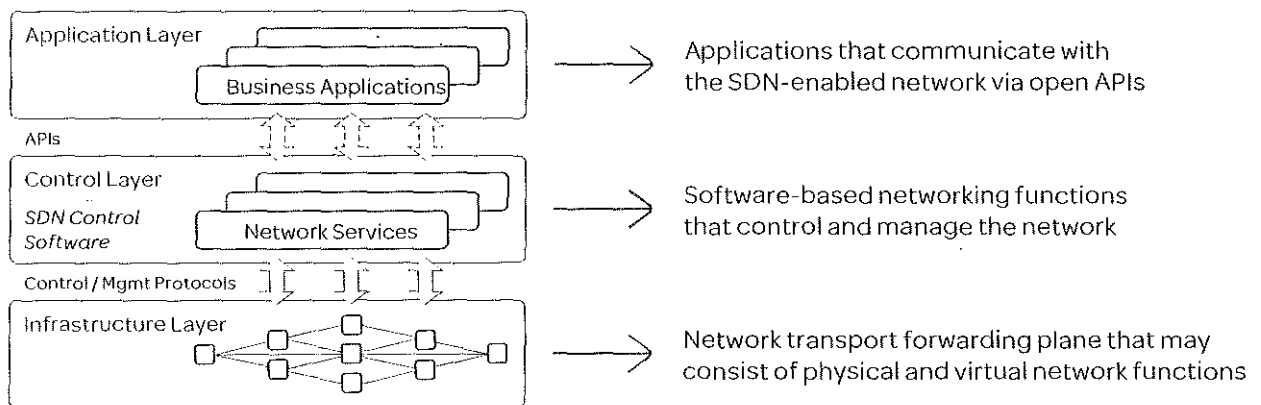 Application Layer
Business Applications
Applications that communicate with
the SDN-enabled network via open APIs
APIs
Control Layer
SDN Control
Software
Network Services
Software-based networking functions
that control and manage the network
Control / Mgmt Protocols
Infrastructure Layer
Network transport forwarding plane that may
consist of physical and virtual network functions